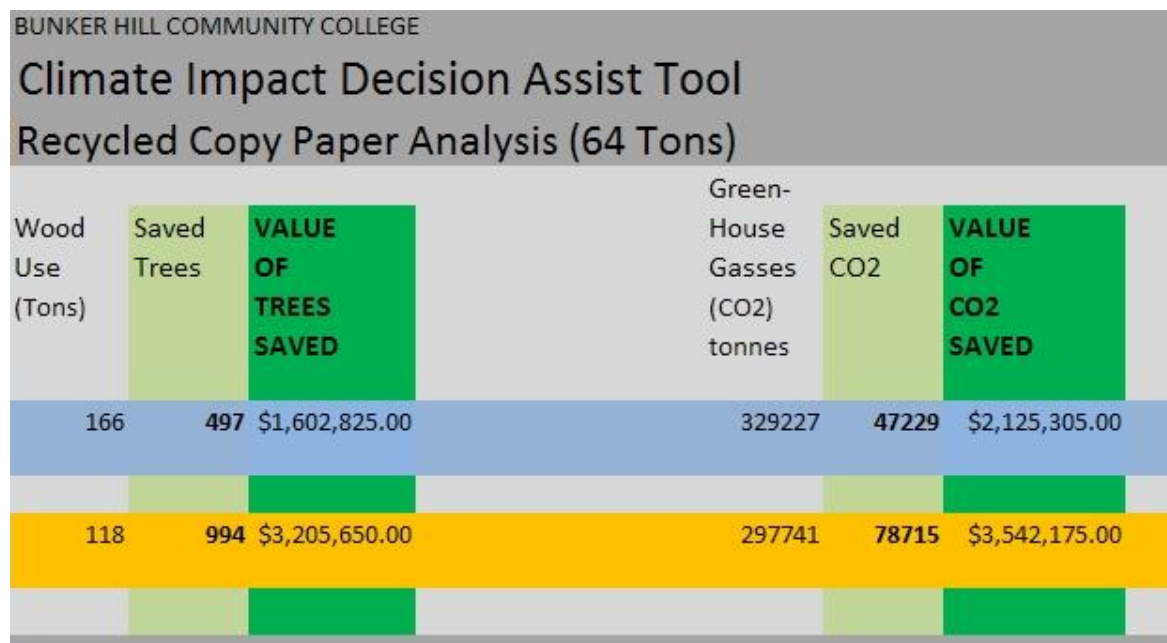 BUNKER HILL COMMUNITY COLLEGE
Climate Impact Decision Assist Tool
Recycled Copy Paper Analysis (64 Tons)
Wood
Use
(Tons)
Saved
Trees
VALUE
OF
TREES
SAVED
Green-
House
Gasses
(CO2)
tonnes
Saved
CO2
VALUE
OF
CO2
SAVED
166 497 $1,602,825.00 329227 47229 $2,125,305.00
118 994 $3,205,650.00 297741 78715 $3,542,175.00